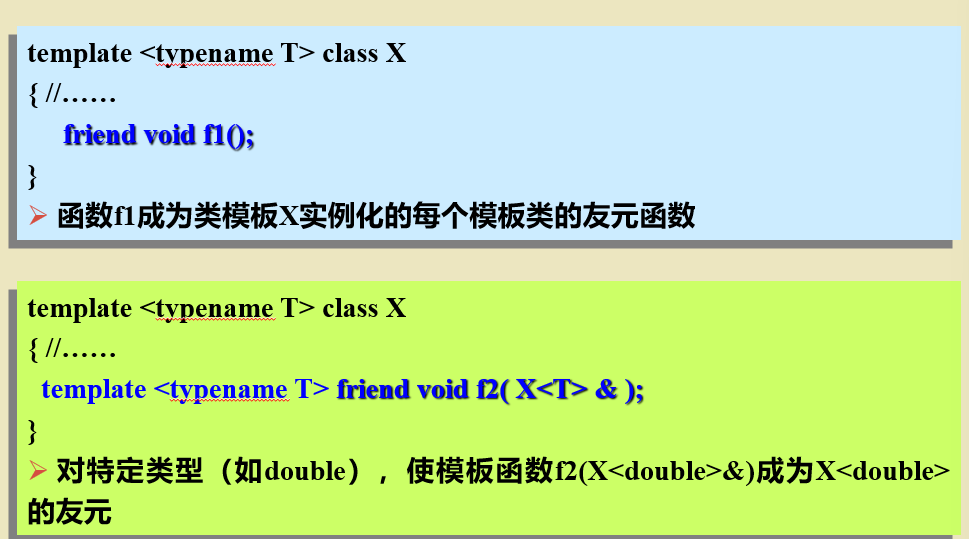 template <typename T> class X
{ //……
friend void f1();
}
➢ 函数f1成为类模板X实例化的每个模板类的友元函数
template <typename T> class X
{ //……
template <typename T> friend void f2( X<T> & );
}
➢ 对特定类型（如double），使模板函数f2(X<double>&)成为X<double>
的友元